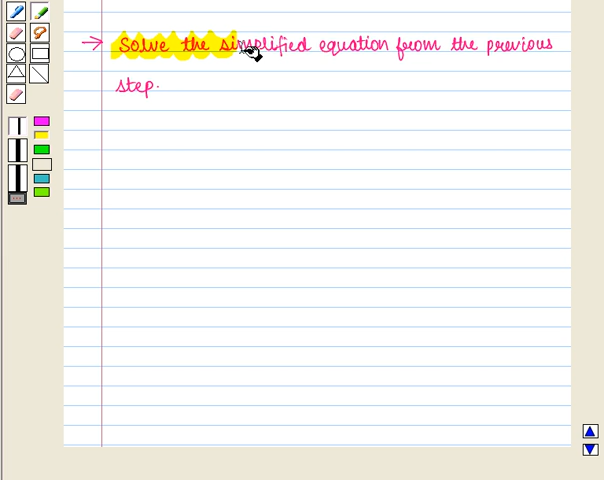 → Solve the simplified equation from the previous
step.